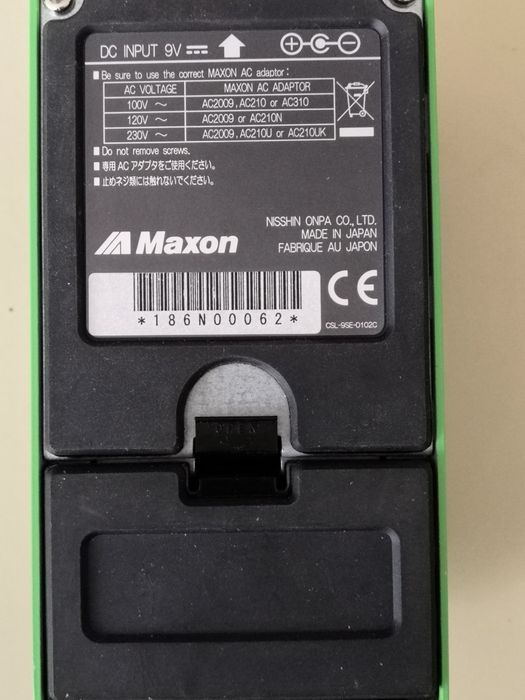 DC INPUT 9V
■ Be sure to use the correct MAXON AC adaptor:
AC VOLTAGE MAXON AC ADAPTOR
100V ～ AC2009, AC210 or AC310
120V ～ AC2009 or AC210N
230V ～ AC2009, AC210U or AC210UK
■ Do not remove screws.
■ 専用ACアダプタをご使用ください。
■ 止めネジ類には触れないでください。
NISSHIN ONPA CO., LTD.
MADE IN JAPAN
FABRIQUE AU JAPON
Maxon
CE
*186N00062*
CSL-9SE-0102C
OPEN